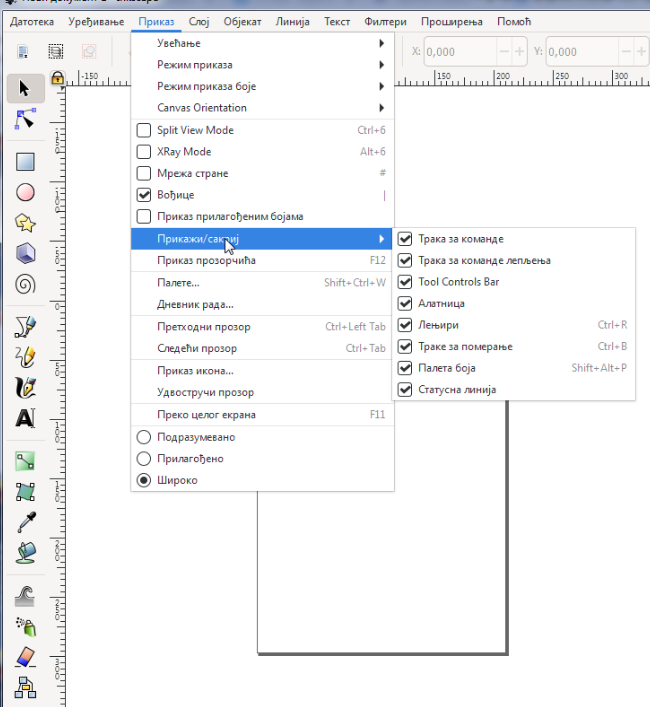 Датотека Уређивање Приказ Слој Објекат Линија Текст Филтери Проширења Помоћ
X: 0,000 Y: 0,000
-150 150 200 250 300
Увећање
Режим приказа
Режим приказа боје
Canvas Orientation
Split View Mode Ctrl+6
XRay Mode Alt+6
Мрежа стране #
Вођице |
Приказ прилагођеним бојама
Прикажи/сакриј
Приказ прозорчића F12
Палете... Shift+Ctrl+W
Дневник рада...
Претходни прозор Ctrl+Left Tab
Следећи прозор Ctrl+Tab
Приказ икона...
Удвостручи прозор
Преко целог екрана F11
Подразумевано
Прилагођено
Широко
Трака за команде
Трака за команде лепљења
Tool Controls Bar
Алатница
Лењири Ctrl+R
Траке за померање Ctrl+B
Палета боја Shift+Alt+P
Статусна линија